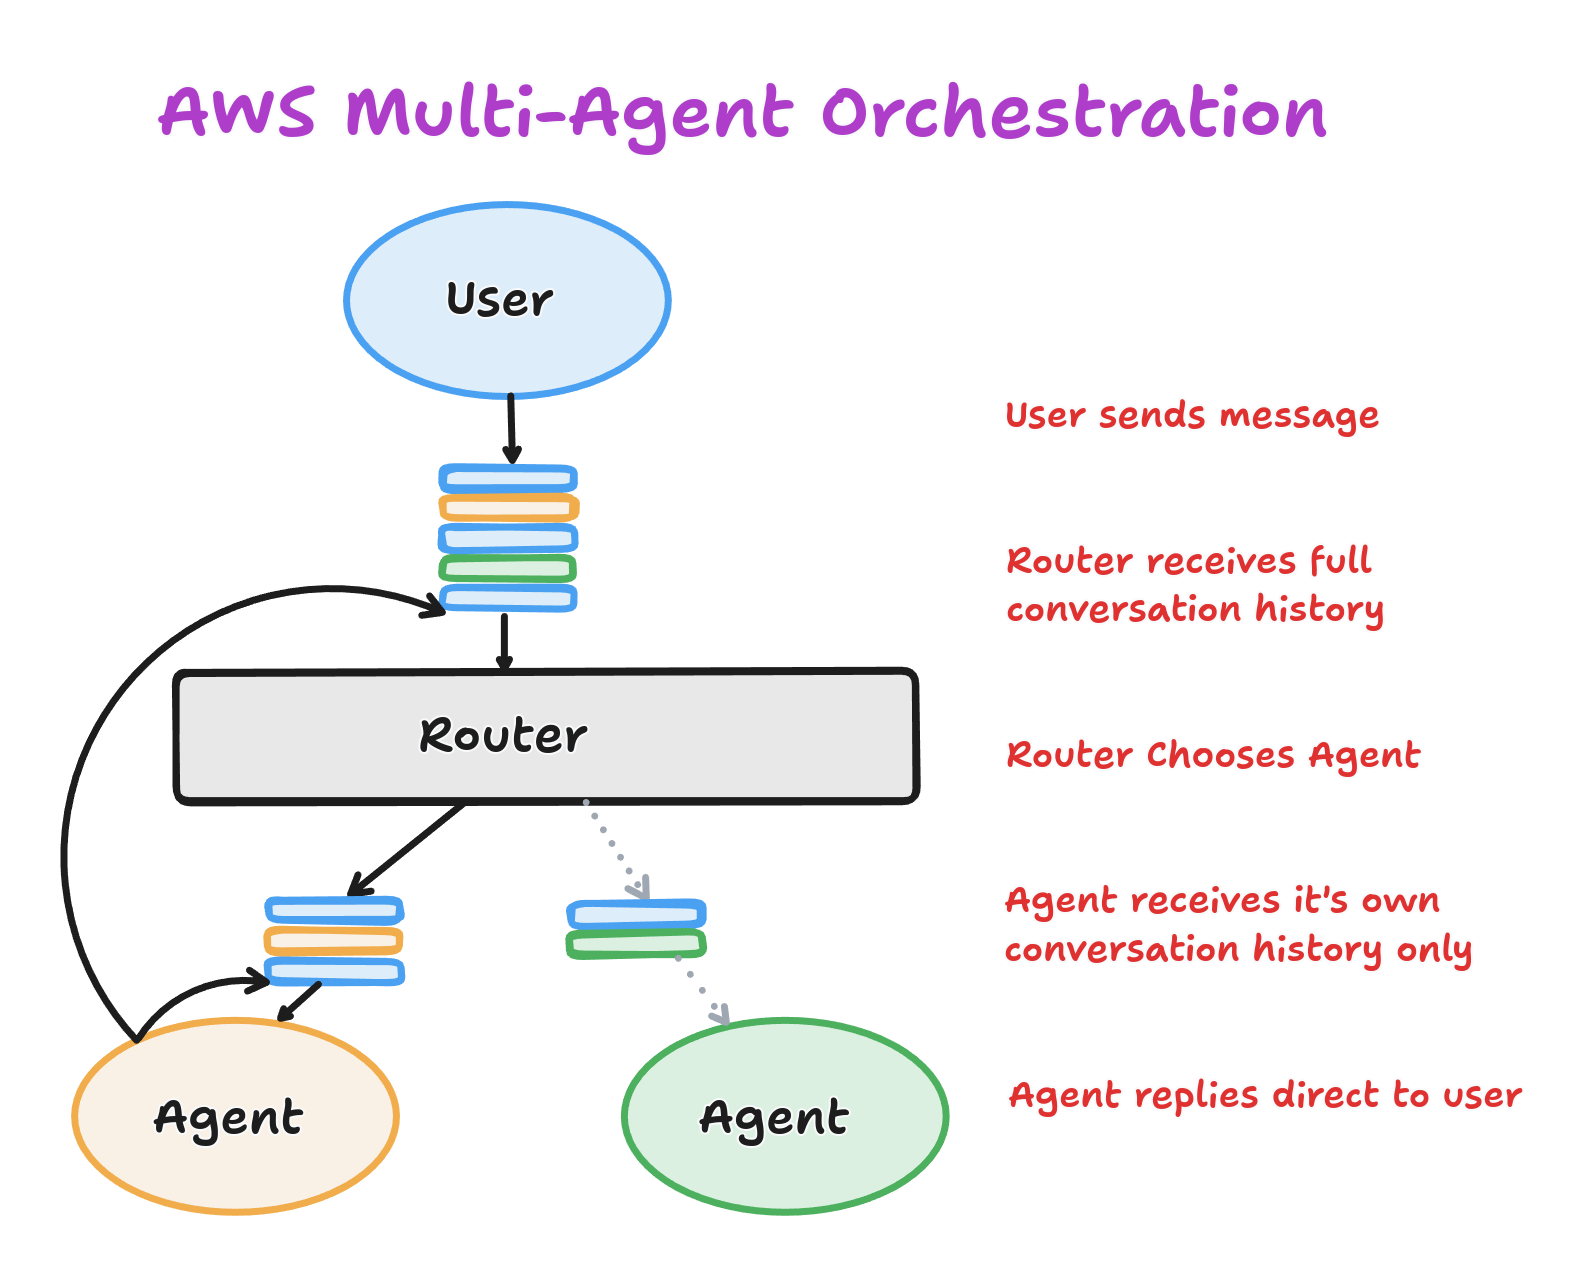 AWS Multi-Agent Orchestration
User
User sends message
Router receives full
conversation history
Router
Router Chooses Agent
Agent receives it's own
conversation history only
Agent
Agent
Agent replies direct to user